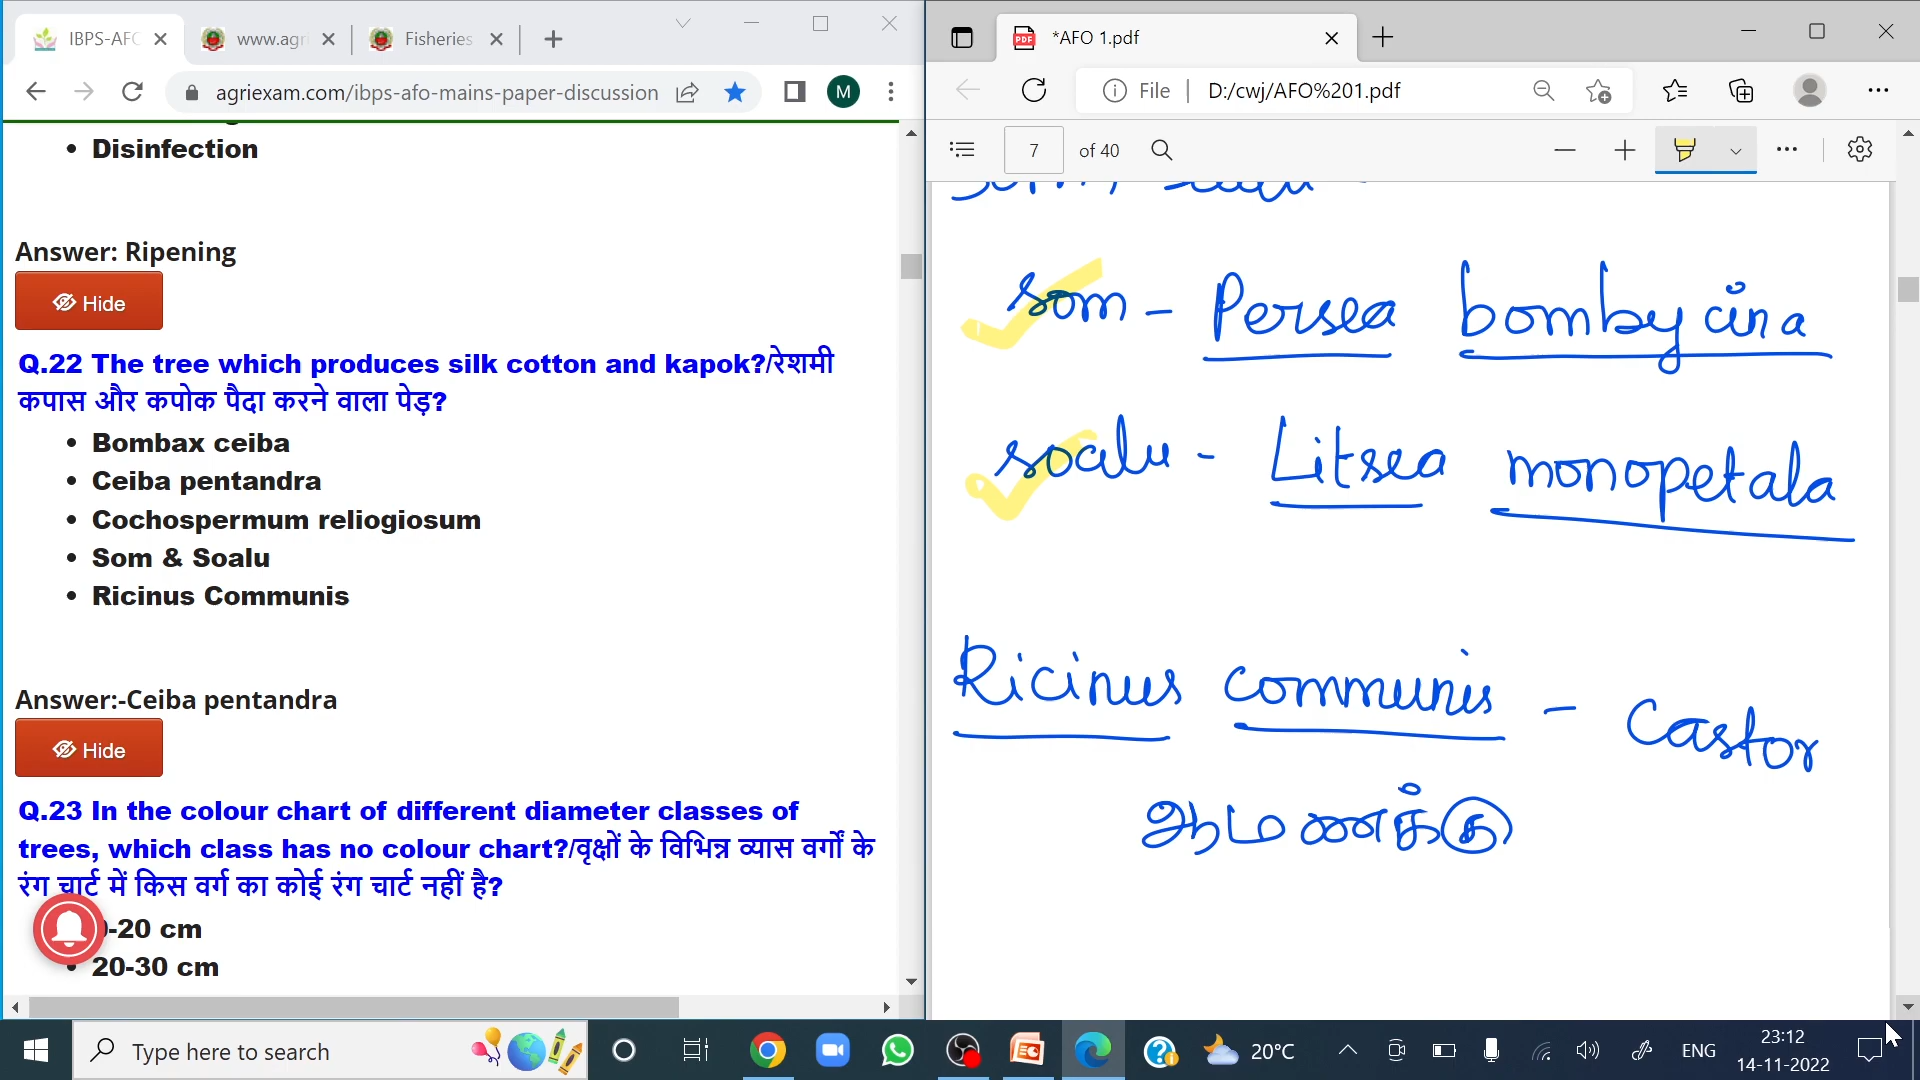 IBPS-AFC
www.agri
Fisheries
agriexam.com/ibps-afo-mains-paper-discussion
M
Disinfection
Answer: Ripening
Hide
Q.22 The tree which produces silk cotton and kapok?/रेशमी
कपास और कपोक पैदा करने वाला पेड़?
Bombax ceiba
Ceiba pentandra
Cochospermum reliogiosum
Som & Soalu
Ricinus Communis
Answer:-Ceiba pentandra
Hide
Q.23 In the colour chart of different diameter classes of
trees, which class has no colour chart?/वृक्षों के विभिन्न व्यास वर्गों के
रंग चार्ट में किस वर्ग का कोई रंग चार्ट नहीं है?
-20 cm
20-30 cm
*AFO 1.pdf
File D:/cwj/AFO%201.pdf
7 of 40
Som - Persea bombycina
Soalu - Litsea monopetala
Ricinus communis - Castor
ஆமணக்கு
Type here to search
20°C
ENG
23:12
14-11-2022